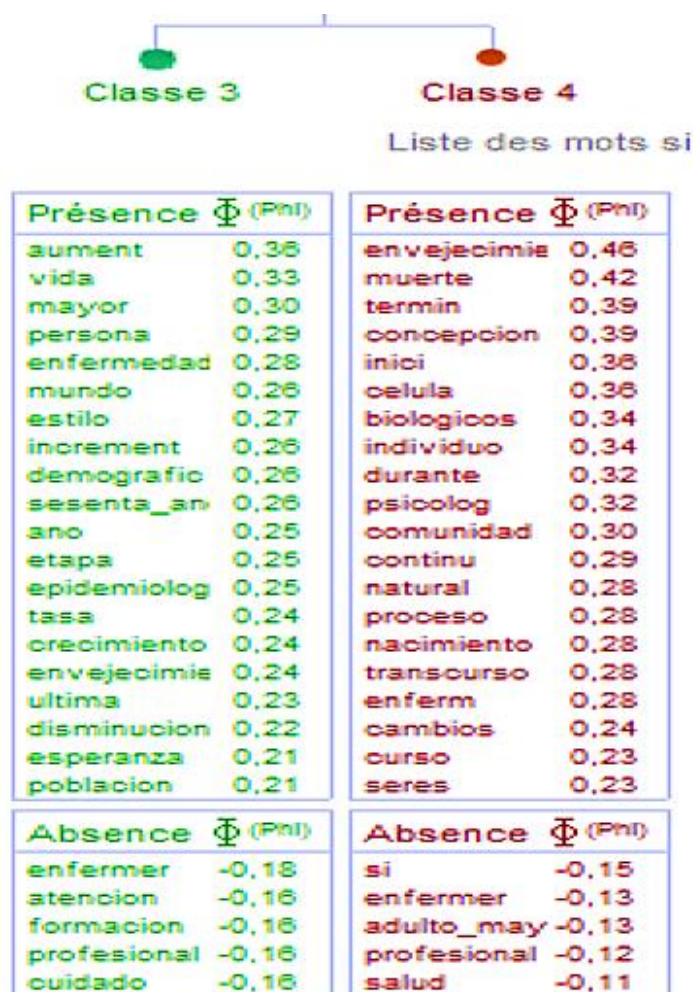 Classe 3 Classe 4
Liste des mots si
Présence Φ (Phi)
aument 0,36
vida 0,33
mayor 0,30
persona 0,29
enfermedad 0,28
mundo 0,26
estilo 0,27
increment 0,26
demografic 0,26
sesenta_an 0,26
ano 0,25
etapa 0,25
epidemiolog 0,25
tasa 0,24
crecimiento 0,24
envejecimie 0,24
ultima 0,23
disminucion 0,22
esperanza 0,21
poblacion 0,21
Absence Φ (Phi)
enfermer -0,18
atencion -0,16
formacion -0,16
profesional -0,16
cuidado -0,16
Présence Φ (Phi)
envejecimie 0,46
muerte 0,42
termin 0,39
concepcion 0,39
inici 0,36
celula 0,36
biologicos 0,34
individuo 0,34
durante 0,32
psicolog 0,32
comunidad 0,30
continu 0,29
natural 0,28
proceso 0,28
nacimiento 0,28
transcurso 0,28
enferm 0,28
cambios 0,24
curso 0,23
seres 0,23
Absence Φ (Phi)
si -0,15
enfermer -0,13
adulto_may -0,13
profesional -0,12
salud -0,11